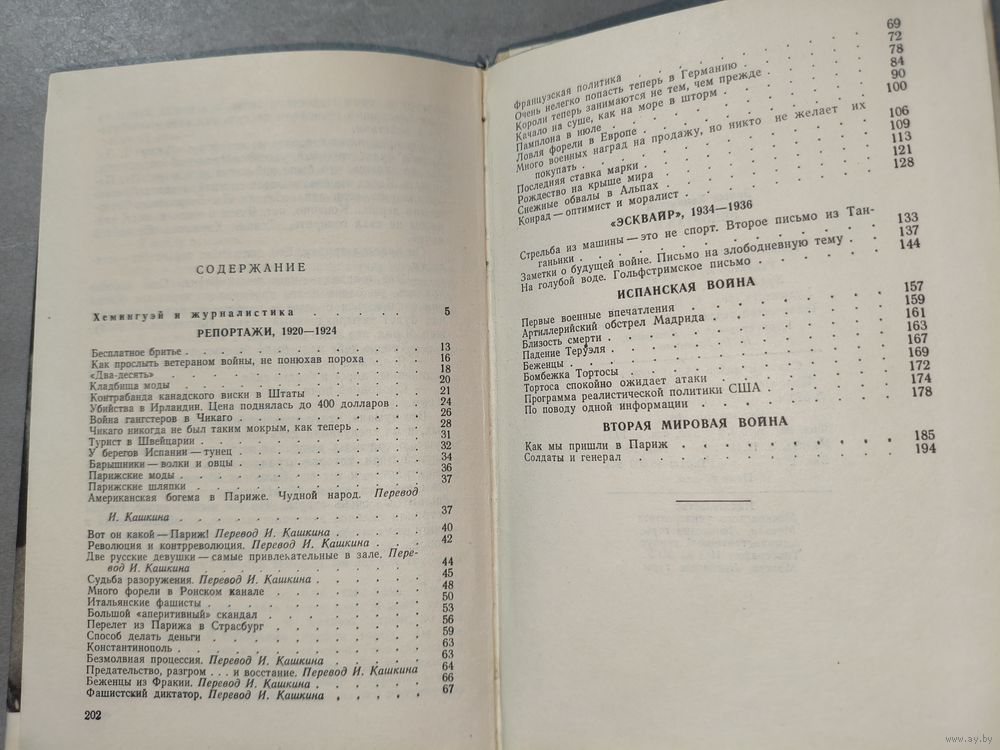 СОДЕРЖАНИЕ
Хемингуэй и журналистика . . . . . 5
РЕПОРТАЖИ, 1920—1924
Бесплатное бритье . . . . . 13
Как прослыть ветераном войны, не понюхав пороха . . . 16
«Два-десять» . . . . . 18
Кладбища моды . . . . . 20
Контрабанда канадского виски в Штаты . . . . . 21
Убийства в Ирландии. Цена поднялась до 400 долларов . . 24
Война гангстеров в Чикаго . . . . . 26
Чикаго никогда не был таким мокрым, как теперь . . . 28
Турист в Швейцарии . . . . . 31
У берегов Испании — тунец . . . . . 32
Барышники — волки и овцы . . . . . 34
Парижские моды . . . . . 36
Парижские шляпки . . . . . 37
Американская богема в Париже. Чудной народ. Перевод
И. Кашкина . . . . . 37
Вот он какой — Париж! Перевод И. Кашкина . . . 40
Революция и контрреволюция. Перевод И. Кашкина . . . 42
Две русские девушки — самые привлекательные в зале. Пере-
вод И. Кашкина . . . . . 44
Судьба разоружения. Перевод И. Кашкина . . . . . 45
Много форели в Ронском канале . . . . . 48
Итальянские фашисты . . . . . 50
Большой «аперитивный» скандал . . . . . 53
Перелет из Парижа в Страсбург . . . . . 56
Способ делать деньги . . . . . 59
Константинополь . . . . . 63
Безмолвная процессия. Перевод И. Кашкина . . . . . 63
Предательство, разгром . . . и восстание. Перевод И. Кашкина 64
Беженцы из Фракии. Перевод И. Кашкина . . . . . 66
Фашистский диктатор. Перевод И. Кашкина . . . . . 67
202
Французская политика . . . . . 69
Очень нелегко попасть теперь в Германию . . . . . 72
Короли теперь занимаются не тем, чем прежде . . . . . 78
Качало на суше, как на море в шторм . . . . . 84
Памплона в июле . . . . . 90
Ловля форели в Европе . . . . . 100
Много военных наград на продажу, но никто не желает их
покупать . . . . . 106
Последняя ставка марки . . . . . 109
Рождество на крыше мира . . . . . 113
Снежные обвалы в Альпах . . . . . 121
Конрад — оптимист и моралист . . . . . 128
«ЭСКВАЙР», 1934—1936
Стрельба из машины — это не спорт. Второе письмо из Тан-
ганьики . . . . . 133
Заметки о будущей войне. Письмо на злободневную тему . 137
На голубой воде. Гольфстримское письмо . . . . . 144
ИСПАНСКАЯ ВОЙНА
Первые военные впечатления . . . . . 157
Артиллерийский обстрел Мадрида . . . . . 159
Близость смерти . . . . . 161
Падение Теруэля . . . . . 163
Беженцы . . . . . 167
Бомбежка Тортосы . . . . . 169
Тортоса спокойно ожидает атаки . . . . . 172
Программа реалистической политики США . . . . . 174
По поводу одной информации . . . . . 178
ВТОРАЯ МИРОВАЯ ВОЙНА
Как мы пришли в Париж . . . . . 185
Солдаты и генерал . . . . . 194
www.ay.by